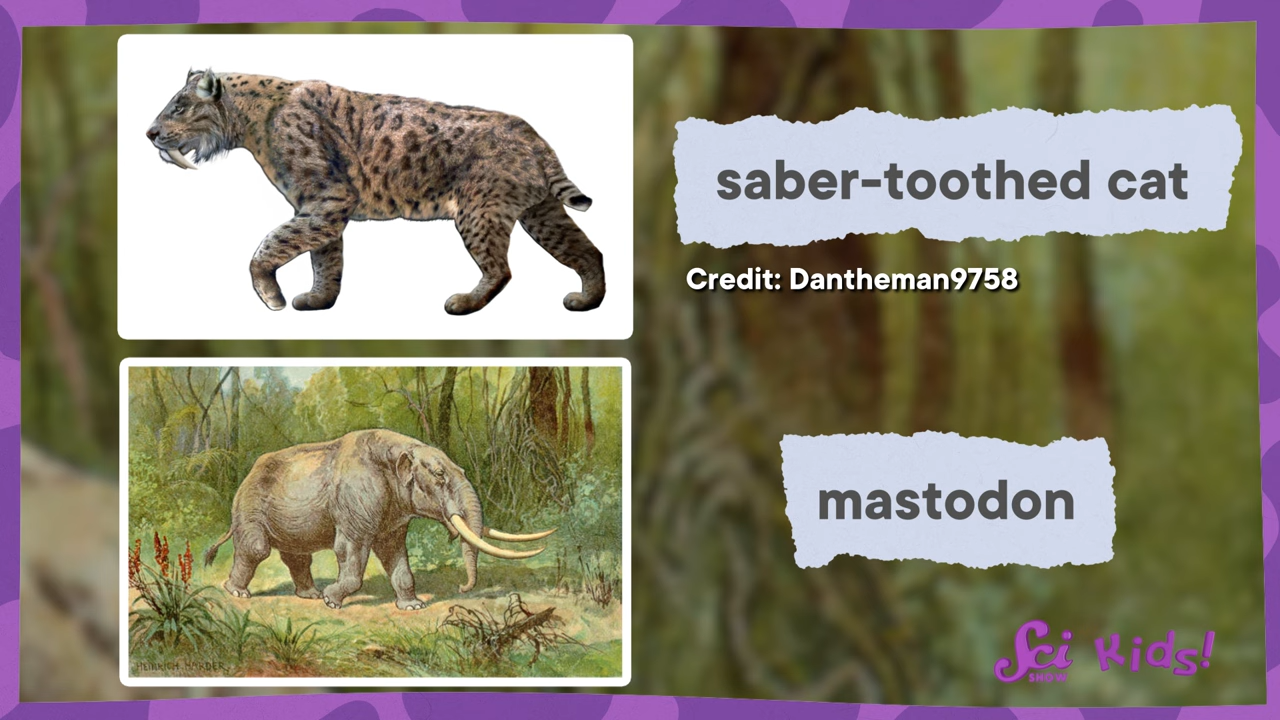 saber-toothed cat
Credit: Dantheman9758
mastodon
HEINRICH HARDER
Sci Kids!
SHOW